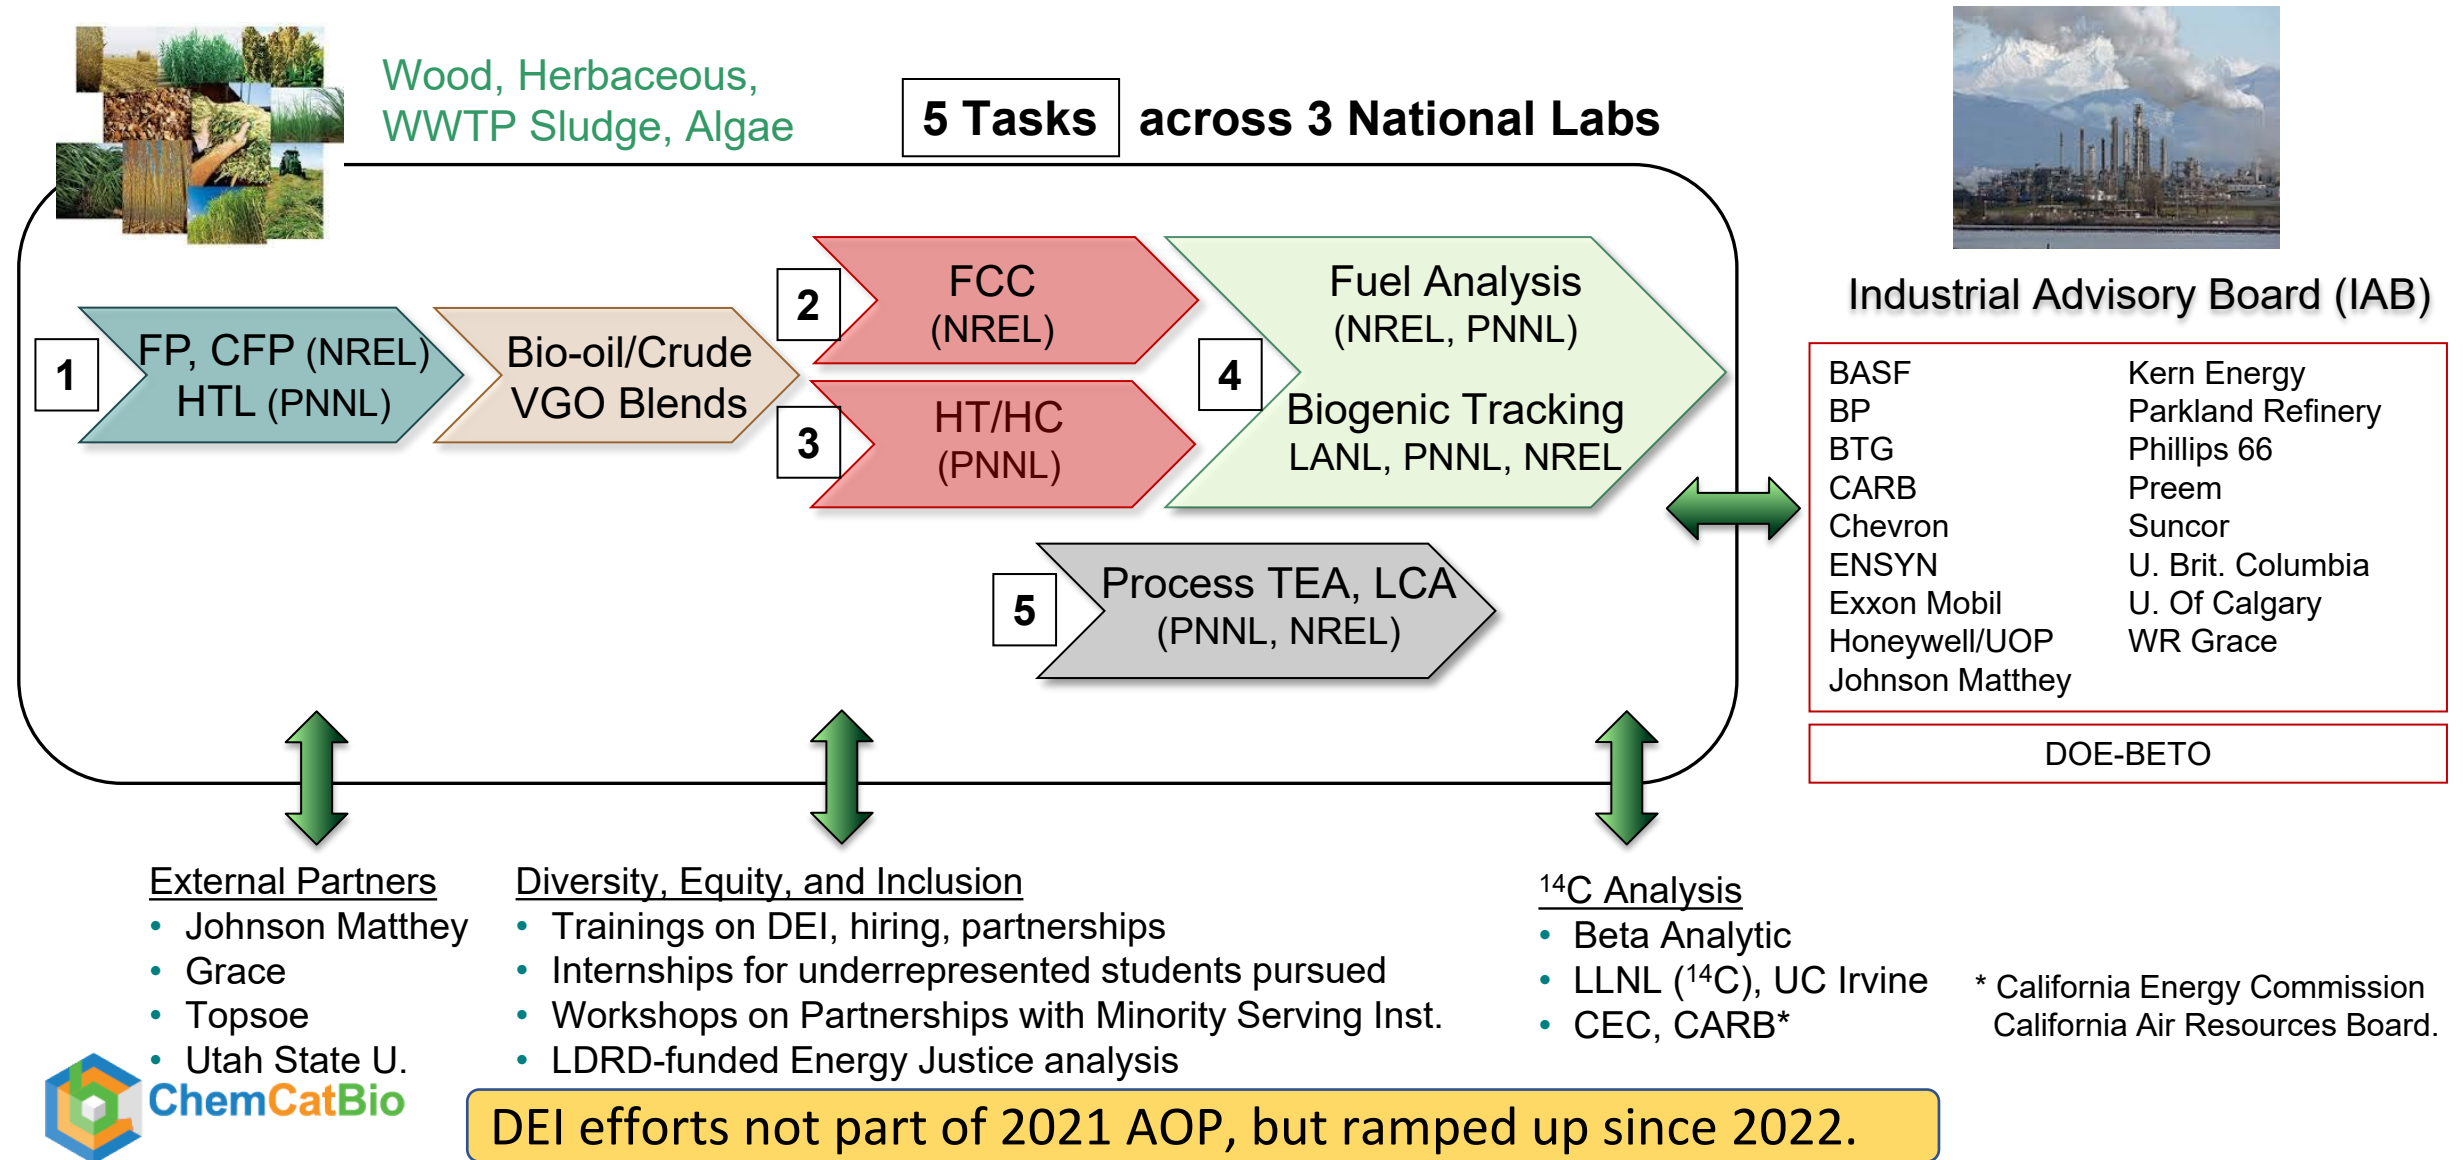 Wood, Herbaceous,
WWTP Sludge, Algae
5 Tasks across 3 National Labs
1
FP, CFP (NREL)
HTL (PNNL)
Bio-oil/Crude
VGO Blends
2
FCC
(NREL)
3
HT/HC
(PNNL)
4
Fuel Analysis
(NREL, PNNL)
Biogenic Tracking
LANL, PNNL, NREL
5
Process TEA, LCA
(PNNL, NREL)
Industrial Advisory Board (IAB)
BASF
BP
BTG
CARB
Chevron
ENSYN
Exxon Mobil
Honeywell/UOP
Johnson Matthey
Kern Energy
Parkland Refinery
Phillips 66
Preem
Suncor
U. Brit. Columbia
U. Of Calgary
WR Grace
DOE-BETO
External Partners
• Johnson Matthey
• Grace
• Topsoe
• Utah State U.
Diversity, Equity, and Inclusion
• Trainings on DEI, hiring, partnerships
• Internships for underrepresented students pursued
• Workshops on Partnerships with Minority Serving Inst.
• LDRD-funded Energy Justice analysis
¹⁴C Analysis
• Beta Analytic
• LLNL (¹⁴C), UC Irvine
• CEC, CARB*
* California Energy Commission
California Air Resources Board.
ChemCatBio
DEI efforts not part of 2021 AOP, but ramped up since 2022.